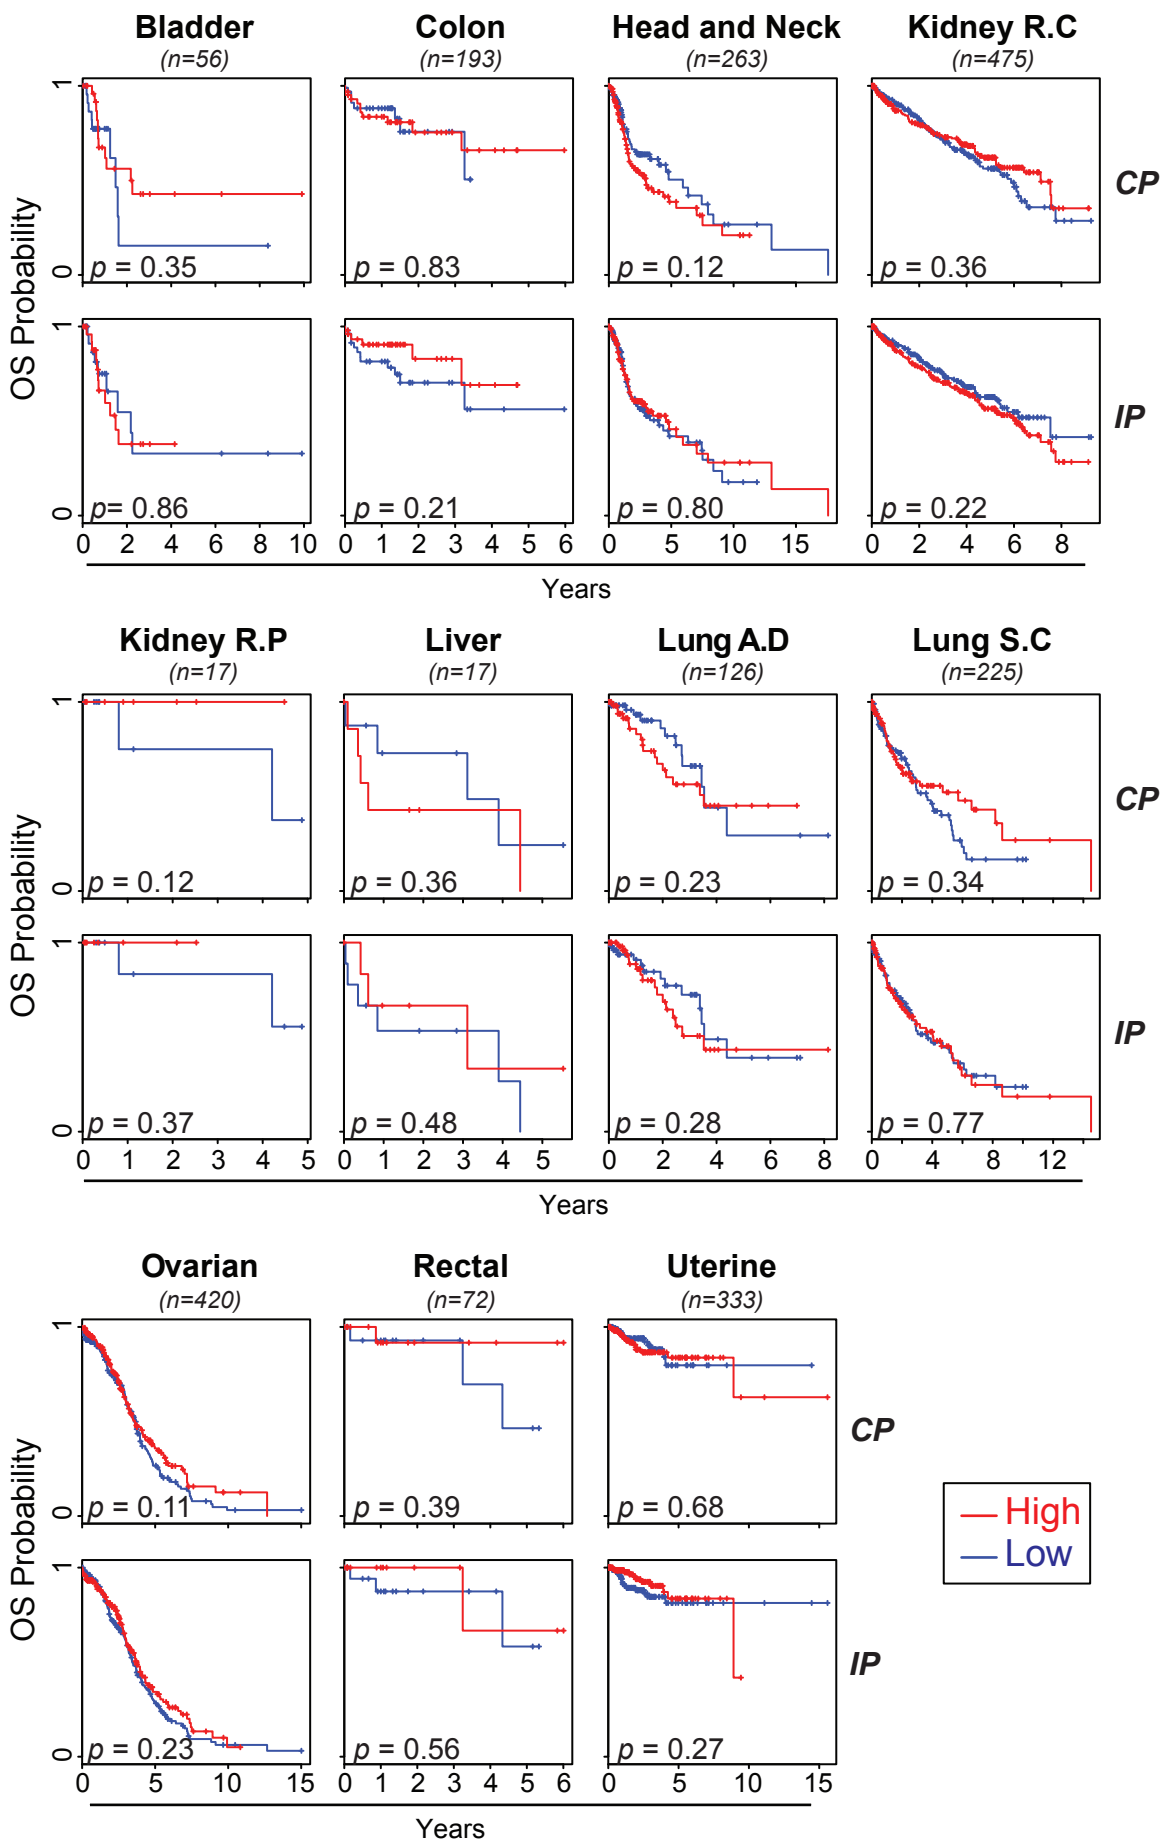 Bladder Colon Head and Neck Kidney R.C
(n=56) (n=193) (n=263) (n=475)
OS Probability
1
0
p = 0.35 p = 0.83 p = 0.12 p = 0.36
CP
1
0
p= 0.86 p = 0.21 p = 0.80 p = 0.22
IP
0 2 4 6 8 10 0 1 2 3 4 5 6 0 5 10 15 0 2 4 6 8
Years
Kidney R.P Liver Lung A.D Lung S.C
(n=17) (n=17) (n=126) (n=225)
OS Probability
1
0
p = 0.12 p = 0.36 p = 0.23 p = 0.34
CP
1
0
p = 0.37 p = 0.48 p = 0.28 p = 0.77
IP
0 1 2 3 4 5 0 1 2 3 4 5 0 2 4 6 8 0 4 8 12
Years
Ovarian Rectal Uterine
(n=420) (n=72) (n=333)
OS Probability
1
0
p = 0.11 p = 0.39 p = 0.68
CP
High
Low
1
0
p = 0.23 p = 0.56 p = 0.27
IP
0 5 10 15 0 1 2 3 4 5 6 0 5 10 15
Years